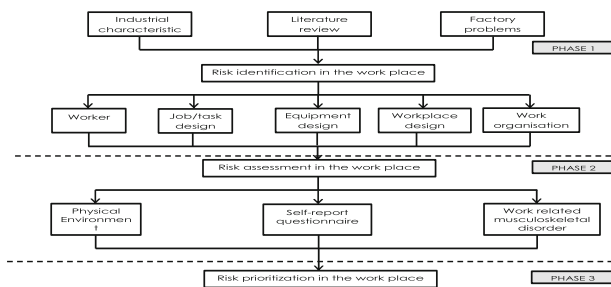 Industrial
characteristic
Literature
review
Factory
problems
PHASE 1
Risk identification in the work place
Worker
Job/task
design
Equipment
design
Workplace
design
Work
organisation
PHASE 2
Risk assessment in the work place
Physical
Environmen
t
Self-report
questionnaire
Work related
musculoskeletal
disorder
PHASE 3
Risk prioritization in the work place